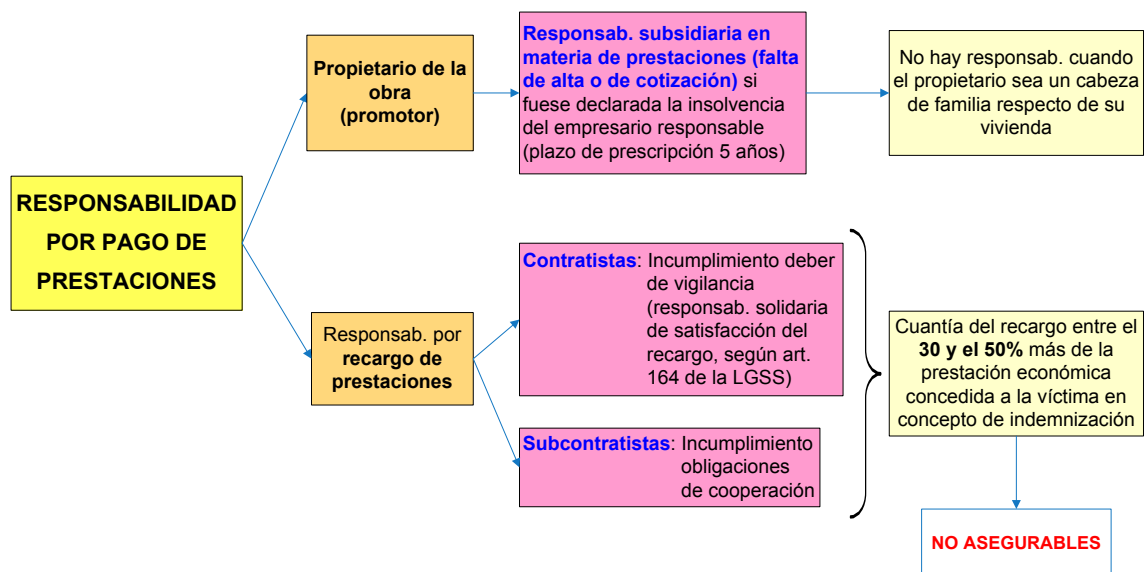 RESPONSABILIDAD
POR PAGO DE
PRESTACIONES
Propietario de la
obra
(promotor)
Responsab. subsidiaria en
materia de prestaciones (falta
de alta o de cotización) si
fuese declarada la insolvencia
del empresario responsable
(plazo de prescripción 5 años)
No hay responsab. cuando
el propietario sea un cabeza
de familia respecto de su
vivienda
Responsab. por
recargo de
prestaciones
Contratistas: Incumplimiento deber
de vigilancia
(responsab. solidaria
de satisfacción del
recargo, según art.
164 de la LGSS)
Subcontratistas: Incumplimiento
obligaciones
de cooperación
Cuantía del recargo entre el
30 y el 50% más de la
prestación económica
concedida a la víctima en
concepto de indemnización
NO ASEGURABLES